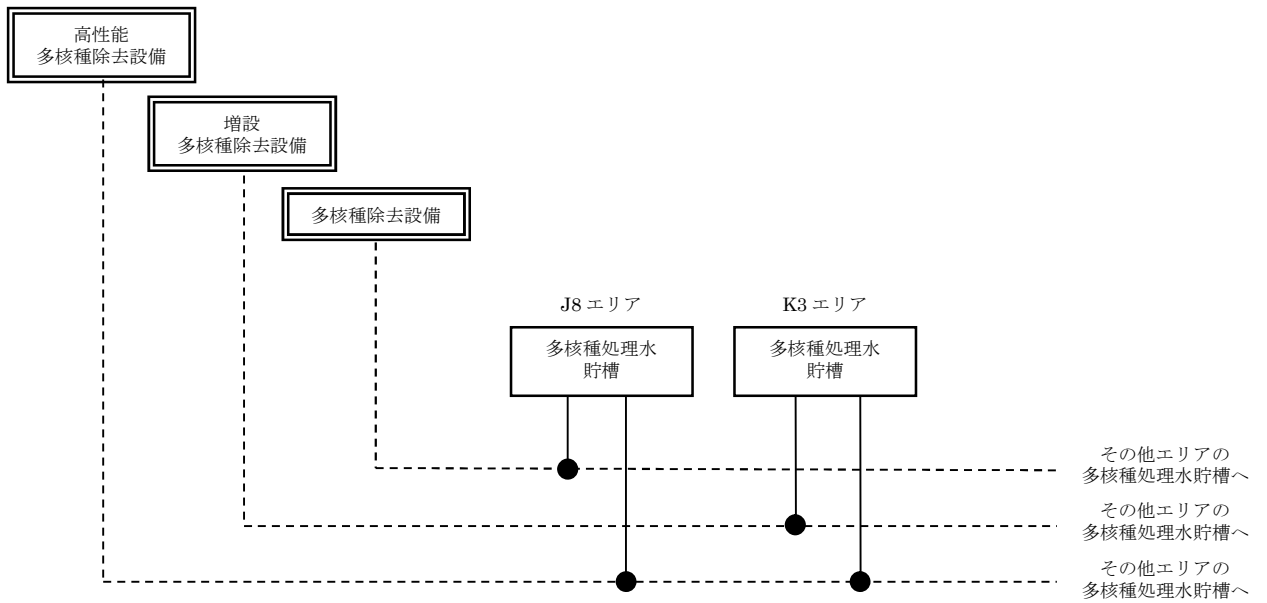 高性能
多核種除去設備
増設
多核種除去設備
多核種除去設備
J8 エリア
K3 エリア
多核種処理水
貯槽
多核種処理水
貯槽
その他エリアの
多核種処理水貯槽へ
その他エリアの
多核種処理水貯槽へ
その他エリアの
多核種処理水貯槽へ